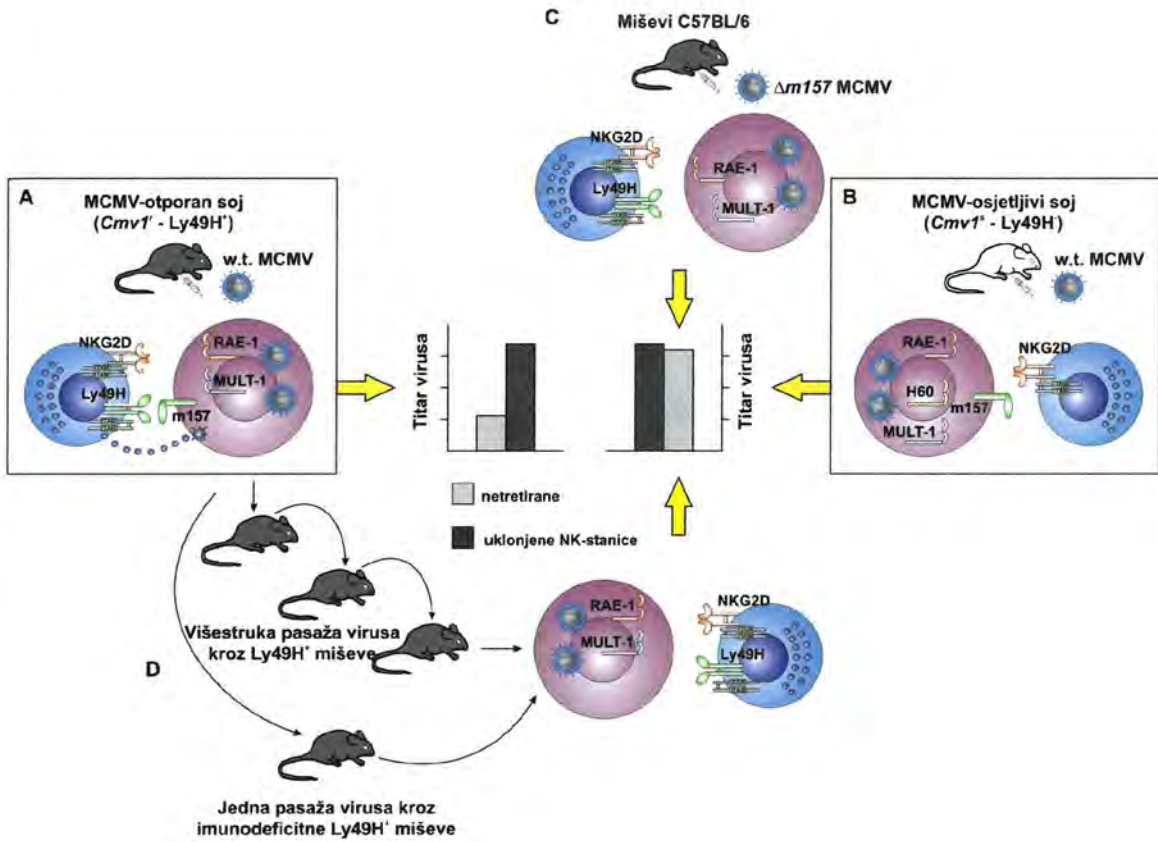 C
Miševi C57BL/6
Δm157 MCMV
NKG2D
Ly49H
RAE-1
MULT-1
A
MCMV-otporan soj
(Cmv1ʳ - Ly49H⁺)
w.t. MCMV
NKG2D
Ly49H
RAE-1
MULT-1
m157
Titar virusa
Titar virusa
B
MCMV-osjetljivi soj
(Cmv1ˢ - Ly49H⁻)
w.t. MCMV
RAE-1
H60
m157
MULT-1
NKG2D
netretirane
uklonjene NK-stanice
Višestruka pasaža virusa
kroz Ly49H⁺ miševe
D
RAE-1
MULT-1
NKG2D
Ly49H
Jedna pasaža virusa kroz
imunodeficitne Ly49H⁺ miševe